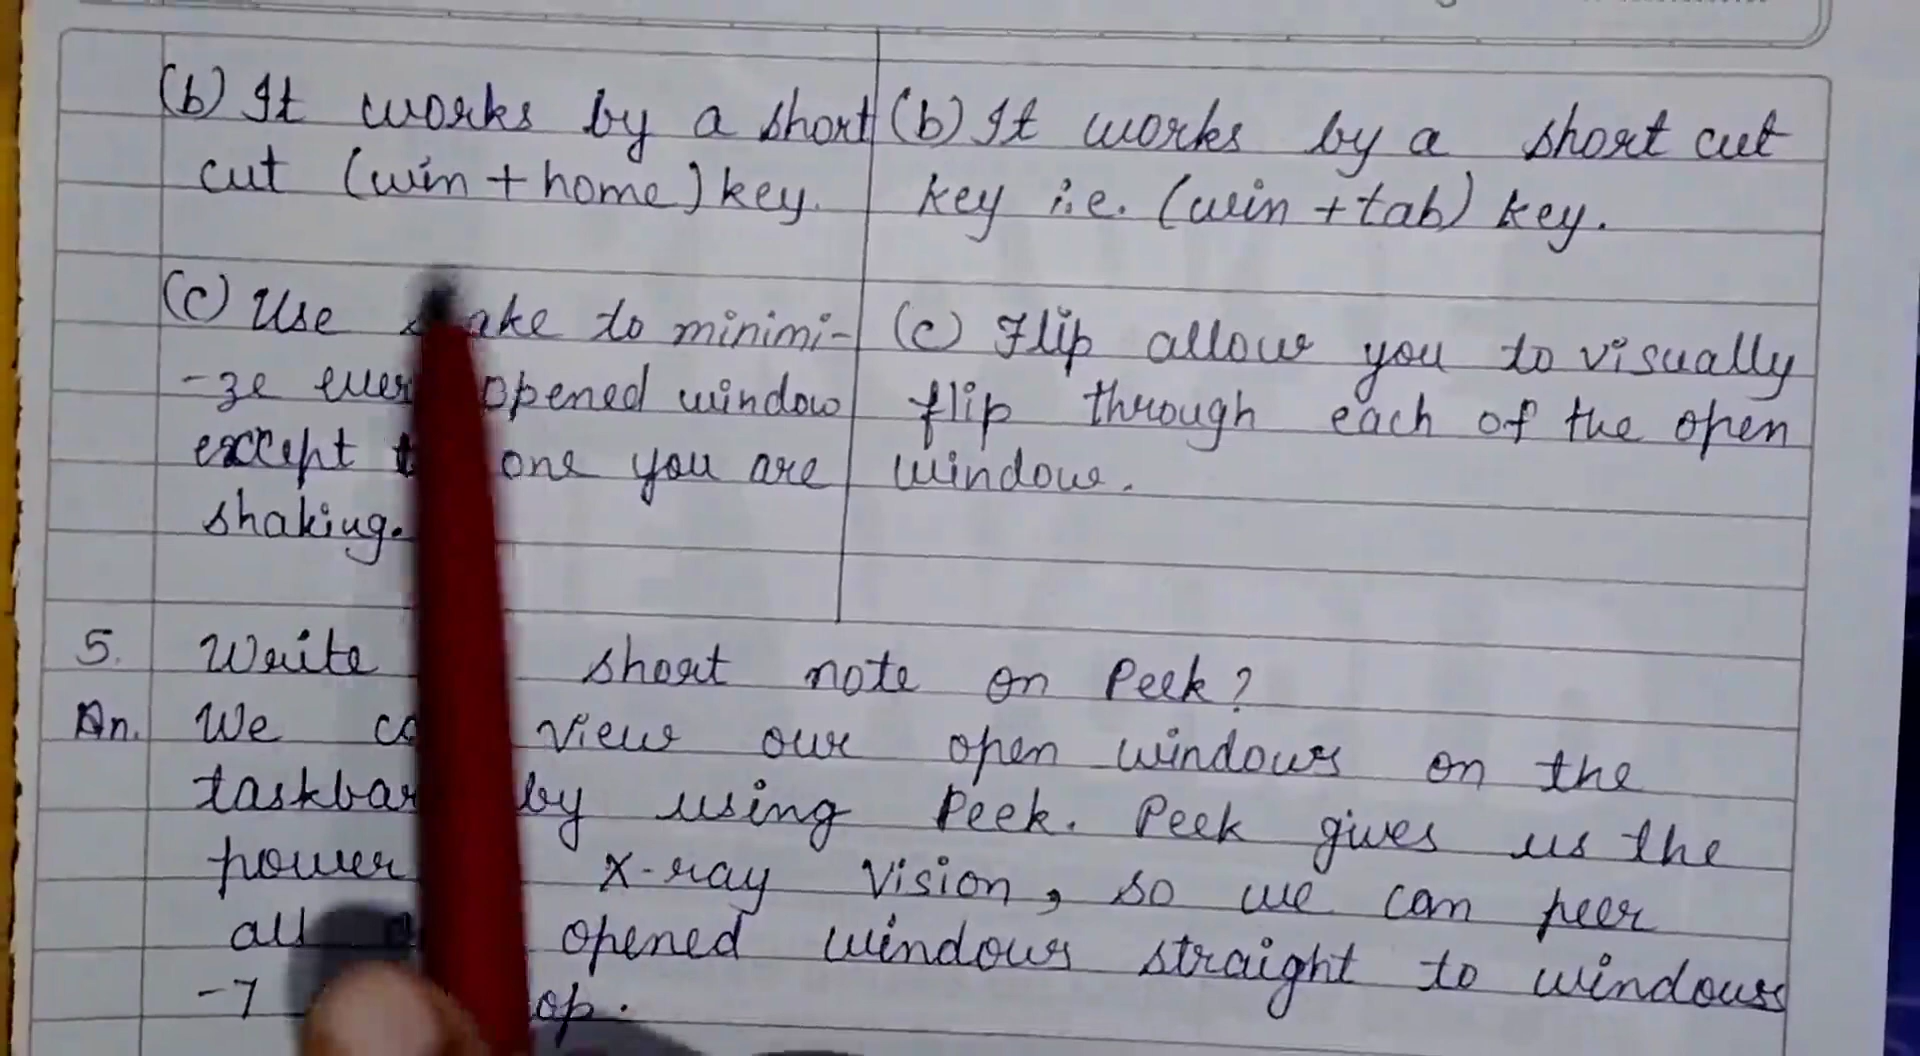 (b) It works by a short
cut (win + home) key.
(c) Use to minimi-
-ze opened window
except one you are
shaking.
(b) It works by a short cut
key i.e. (win + tab) key.
(c) Flip allow you to visually
flip through each of the open
window.
5. Write short note on Peek?
An. We view our open windows on the
taskbar by using Peek. Peek gives us the
power X-ray vision, so we can peer
all opened windows straight to windows
-7